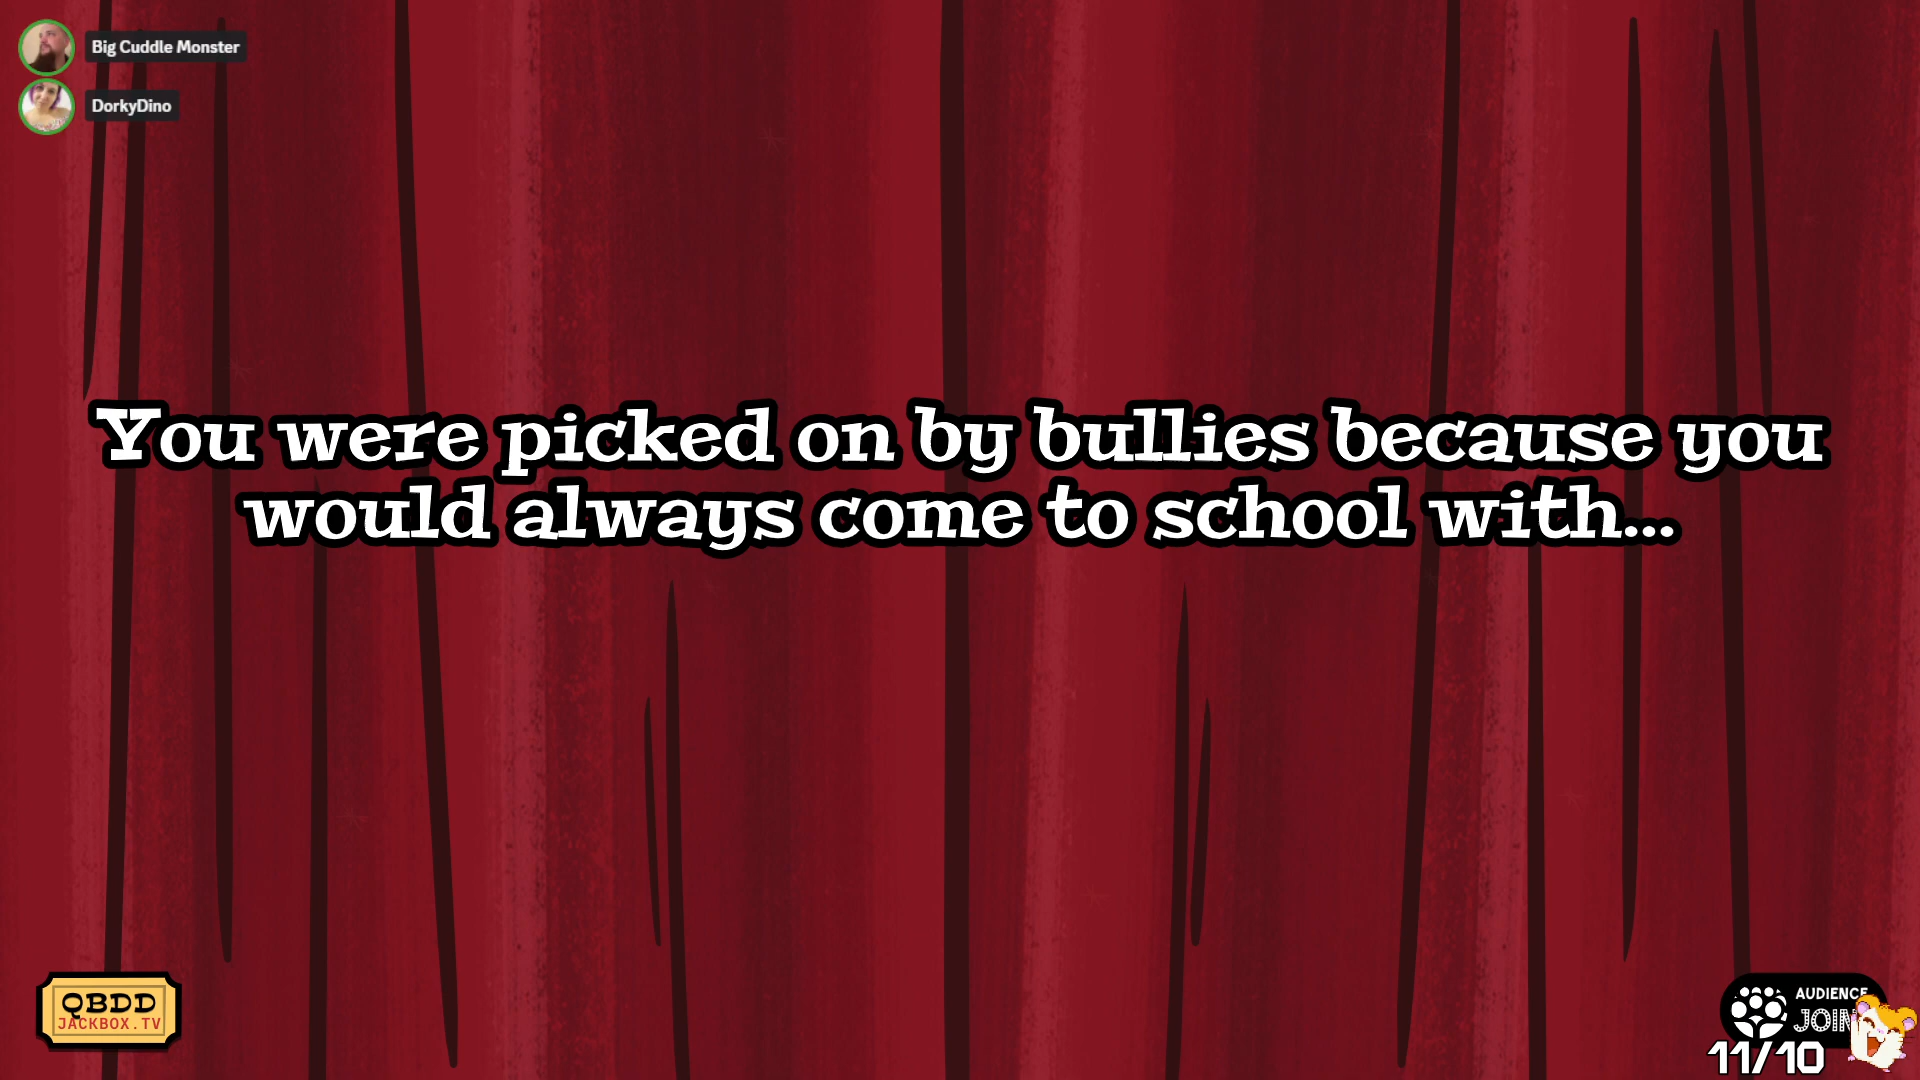 Big Cuddle Monster
DorkyDino
You were picked on by bullies because you
would always come to school with...
QBDD
JACKBOX.TV
AUDIENCE
JOIN
11/10